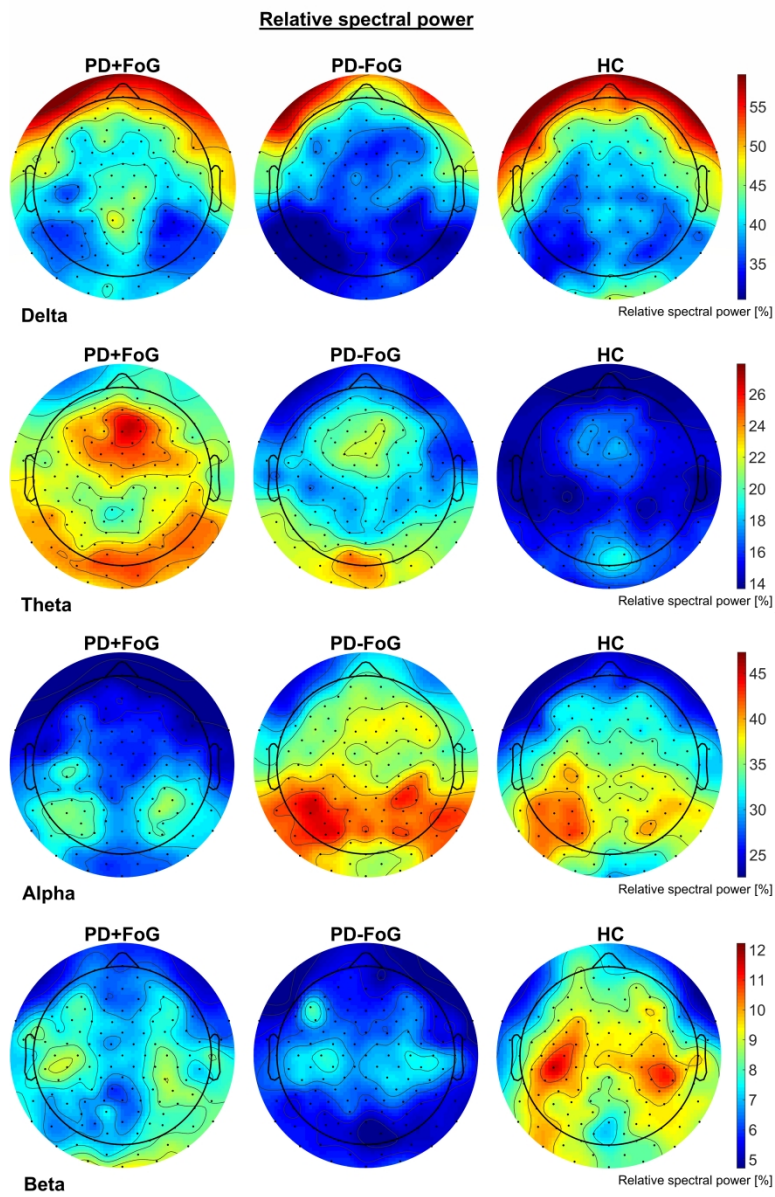 Relative spectral power
PD+FoG PD-FoG HC
55
50
45
40
35
Delta
Relative spectral power [%]
PD+FoG PD-FoG HC
26
24
22
20
18
16
14
Theta
Relative spectral power [%]
PD+FoG PD-FoG HC
45
40
35
30
25
Alpha
Relative spectral power [%]
PD+FoG PD-FoG HC
12
11
10
9
8
7
6
5
Beta
Relative spectral power [%]